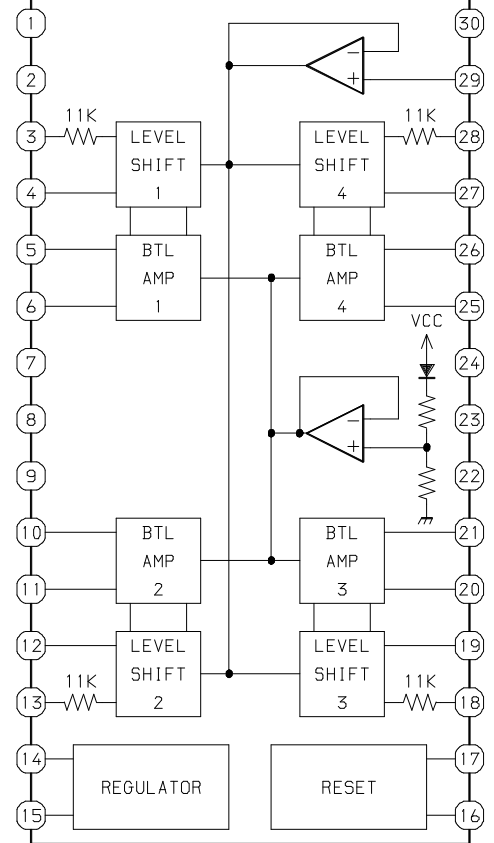 1
30
−
+
2
29
11K
11K
3
LEVEL
LEVEL
28
SHIFT
SHIFT
4
1
4
27
5
BTL
BTL
26
AMP
AMP
6
1
4
25
VCC
7
24
8
−
23
+
9
22
10
BTL
BTL
21
AMP
AMP
11
2
3
20
12
LEVEL
LEVEL
19
11K
SHIFT
SHIFT
11K
13
2
3
18
14
17
REGULATOR
RESET
15
16